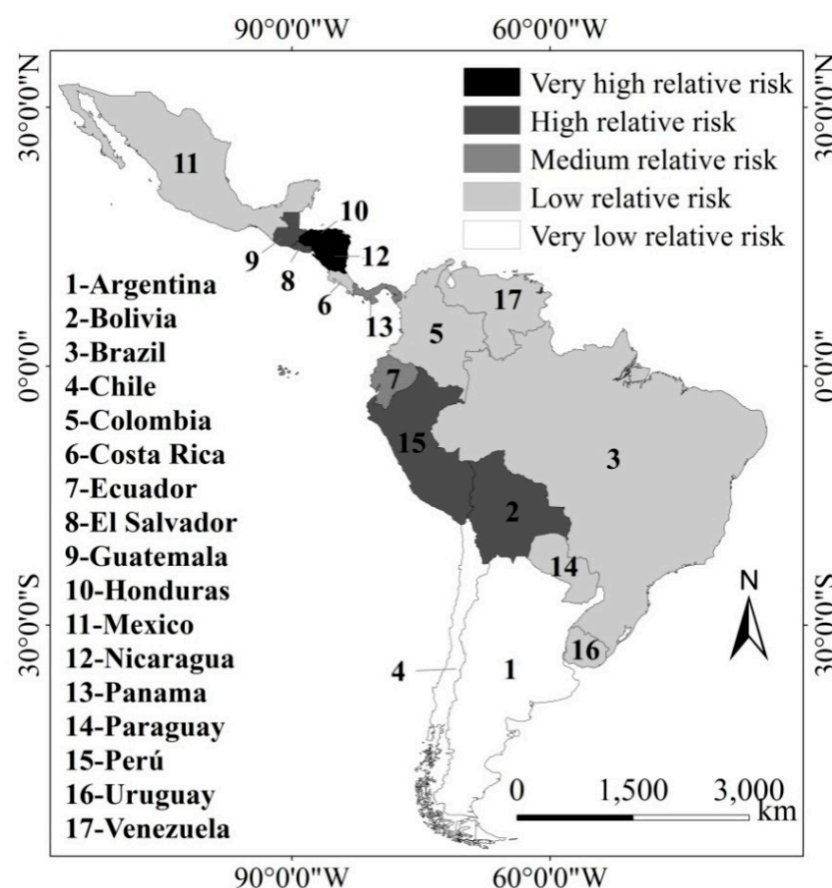 90°0'0"W 60°0'0"W
30°0'0"N
0°0'0"
30°0'0"S
30°0'0"N
0°0'0"
30°0'0"S
Very high relative risk
High relative risk
Medium relative risk
Low relative risk
Very low relative risk
11
10
9
12
8
6
13
17
5
7
15
3
2
14
16
4
1
N
1-Argentina
2-Bolivia
3-Brazil
4-Chile
5-Colombia
6-Costa Rica
7-Ecuador
8-El Salvador
9-Guatemala
10-Honduras
11-Mexico
12-Nicaragua
13-Panama
14-Paraguay
15-Perú
16-Uruguay
17-Venezuela
0 1,500 3,000
km
90°0'0"W 60°0'0"W